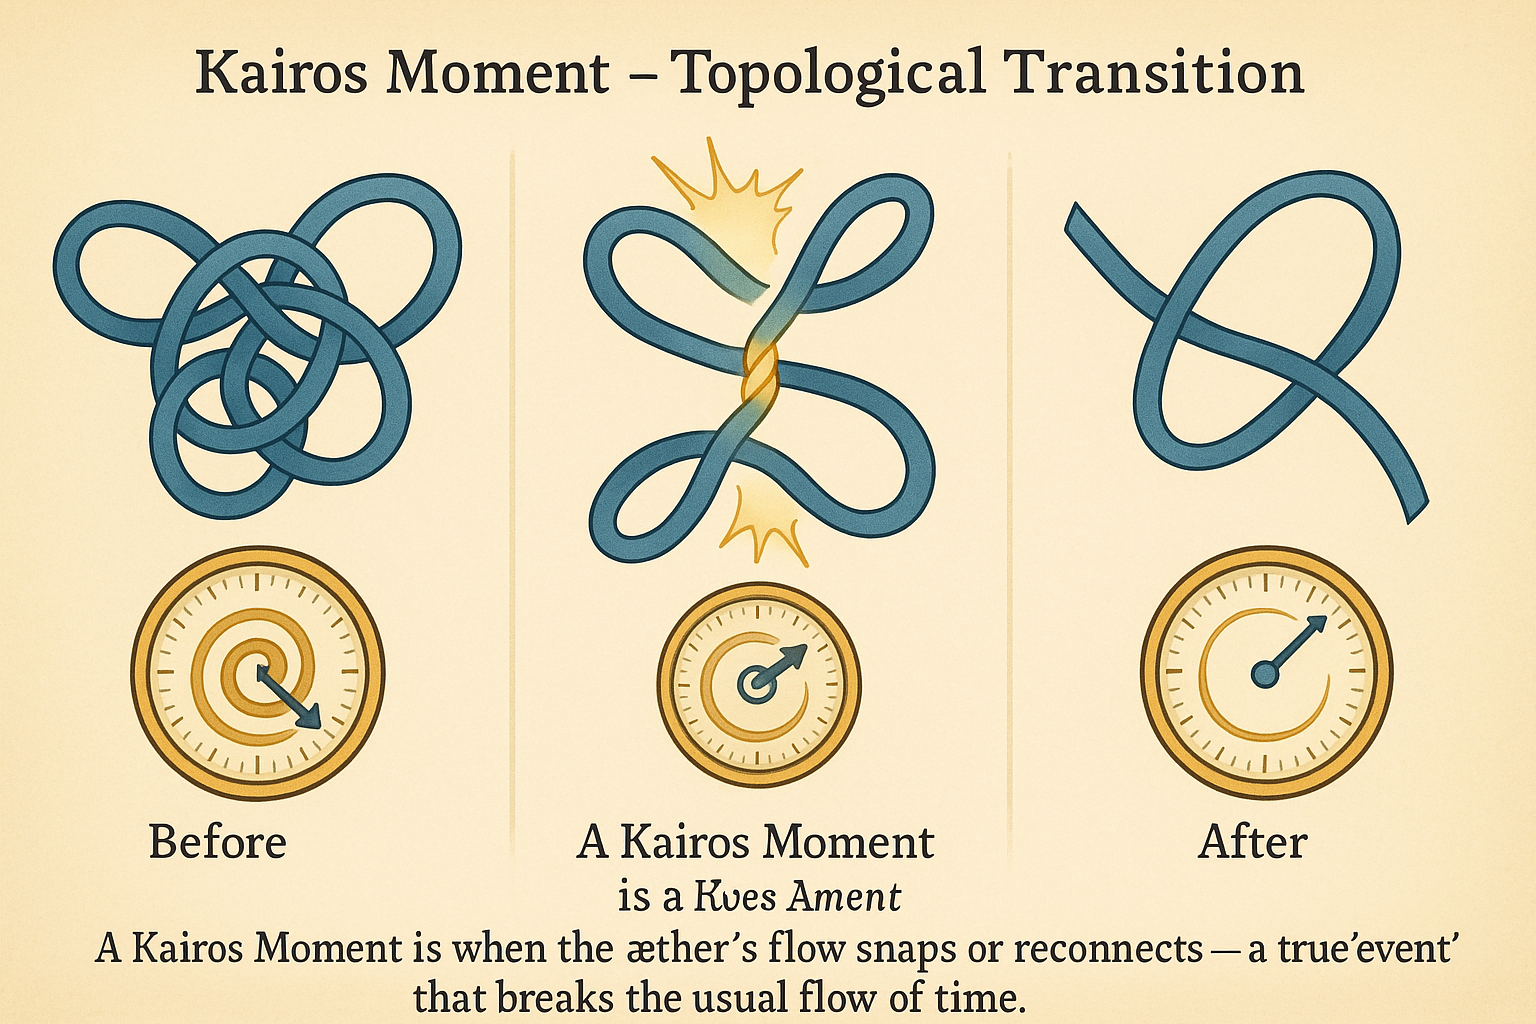 Kairos Moment – Topological Transition
Before
A Kairos Moment
After
is a Kves Ament
A Kairos Moment is when the æther’s flow snaps or reconnects — a true’event’
that breaks the usual flow of time.